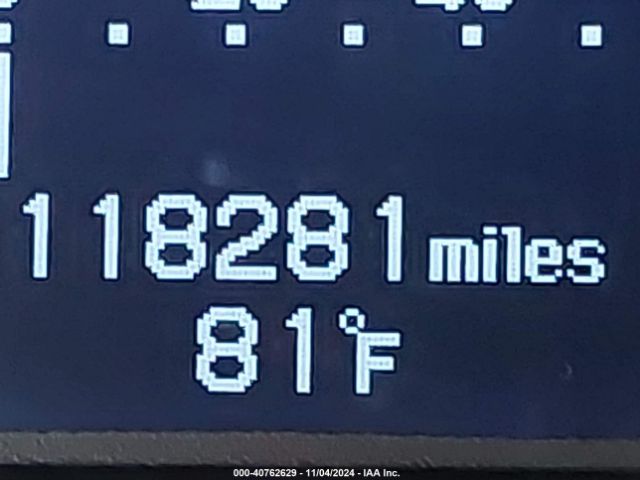 118281 miles
81°F
000-40762629 - 11/04/2024 - IAA Inc.